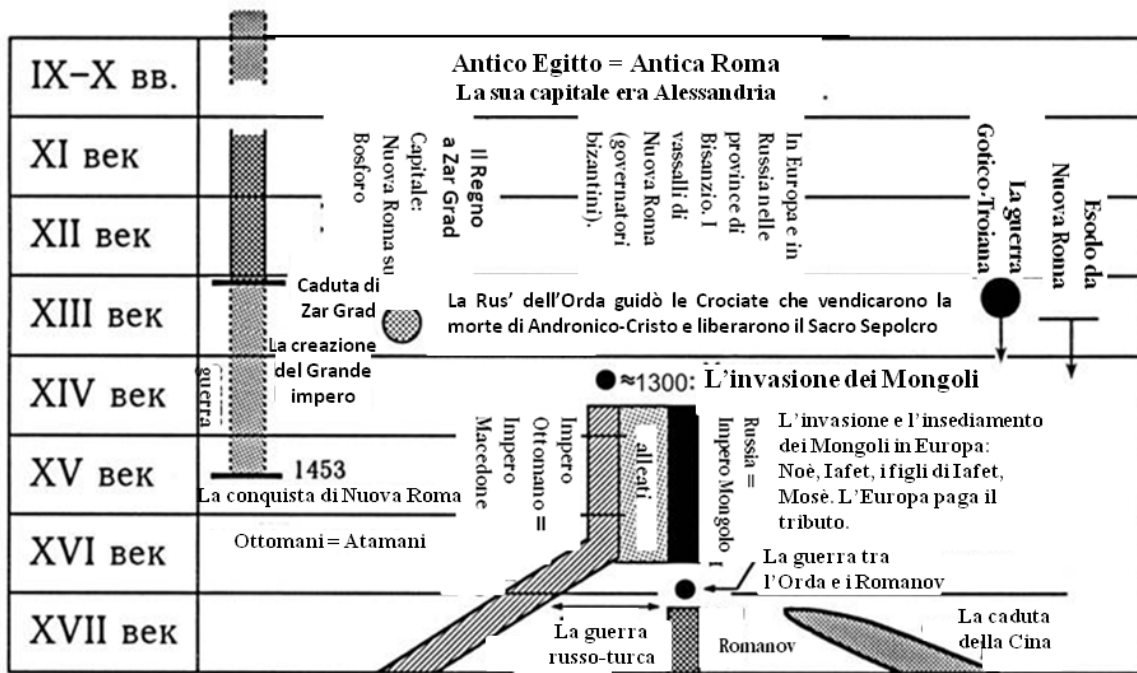 IX–X вв.
Antico Egitto = Antica Roma
La sua capitale era Alessandria
XI век
Il Regno
a Zar Grad
Capitale:
Nuova Roma su
Bosforo
In Europa e in
Russia nelle
province di
Bisanzio. I
vassalli di
Nuova Roma
(governatori
bizantini).
La guerra
Gotico-Troiana
Esodo da
Nuova Roma
XII век
XIII век
Caduta di
Zar Grad
La Rus' dell'Orda guidò le Crociate che vendicarono la
morte di Andronico-Cristo e liberarono il Sacro Sepolcro
La creazione
del Grande
impero
XIV век
guerra
≈1300: L'invasione dei Mongoli
Impero
Ottomano =
Impero
Macedone
alleati
Russia =
Impero Mongolo
L'invasione e l'insediamento
dei Mongoli in Europa:
Noè, Iafet, i figli di Iafet,
Mosè. L'Europa paga il
tributo.
XV век
1453
La conquista di Nuova Roma
XVI век
Ottomani = Atamani
La guerra tra
l'Orda e i Romanov
XVII век
La guerra
russo-turca
Romanov
La caduta
della Cina